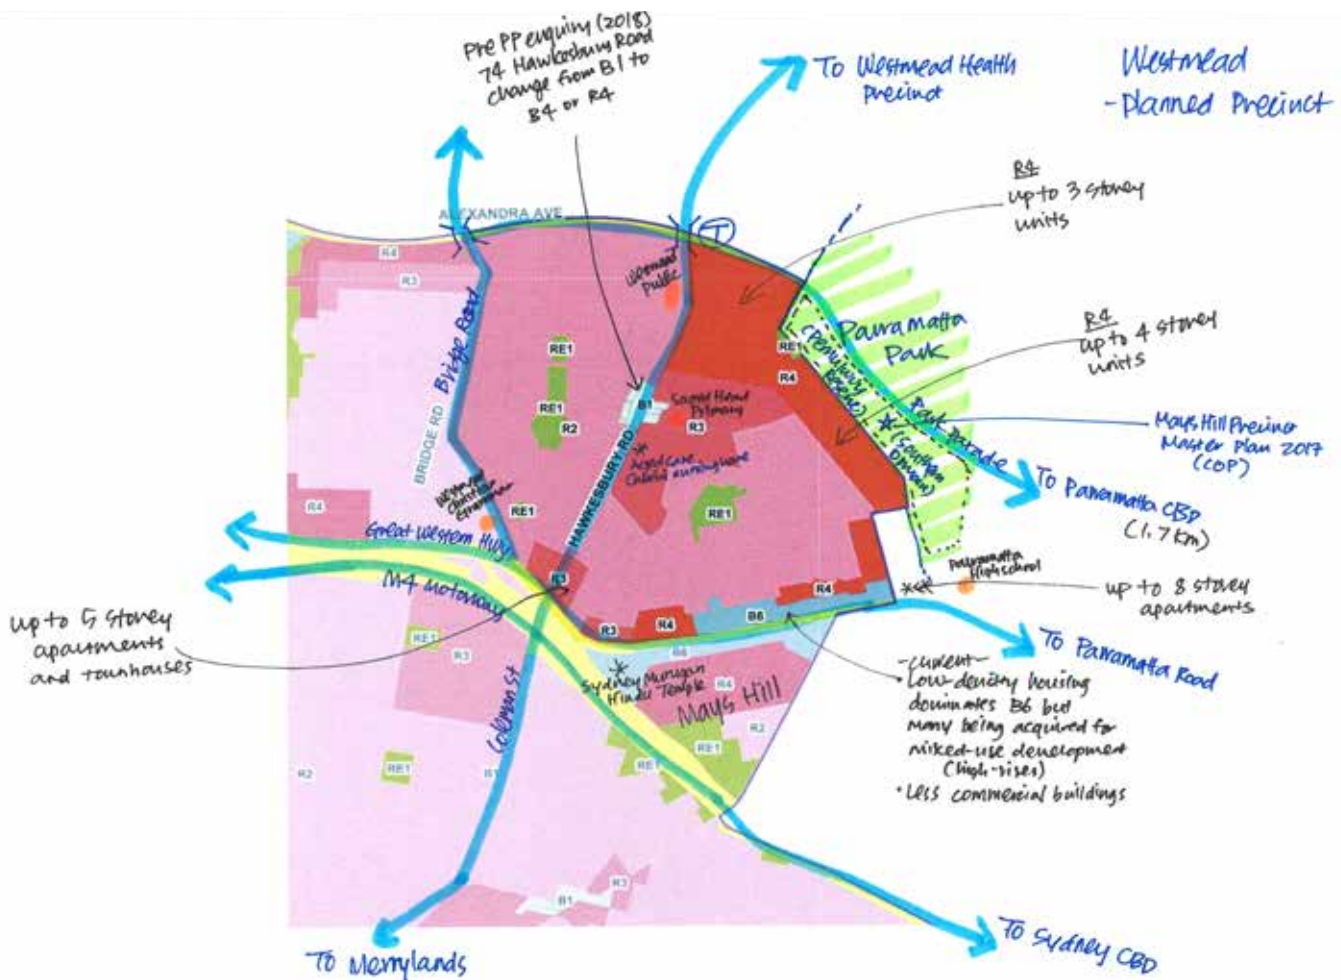 Pre PP enquiry (2018)
74 Hawkesbury Road
change from B1 to
B4 or R4
To Westmead Health
Precinct
Westmead
- Planned Precinct
R4
up to 3 storey
units
ALEXANDRA AVE
T
R4
R3
Westmead
Public
Bridge Road
BRIDGE RD
RE1
RE1
R2
B1
Sacred Heart
Primary
R3
Aged Care
HAWKESBURY RD
RE1
R4
Parramatta
Park
(Southern
Domain)
Park Parade
R4
up to 4 storey
units
Mays Hill Precinct
Master Plan 2017
(COP)
To Parramatta CBD
(1.7 km)
Parramatta
High school
up to 8 storey
apartments
To Parramatta Road
R4
RE1
RE1
Great Western Hwy
M4 Motorway
R3
R3
R4
B6
R4
B6
up to 5 storey
apartments
and townhouses
RE1
R3
Sydney Murugan
Hindu Temple
R4
Mays Hill
R2
RE1
RE1
Coleman St
R2
RE1
- current -
• Low-density housing
dominates B6 but
many being acquired for
mixed-use development
(high-rises)
• Less commercial buildings
R3
B1
To Merrylands
To Sydney CBD